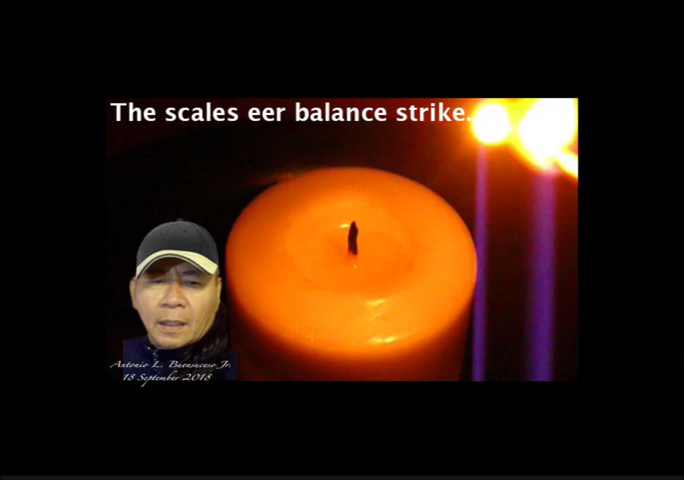 The scales eer balance strike.
Antonio L. Buensuceso Jr.
18 September 2018